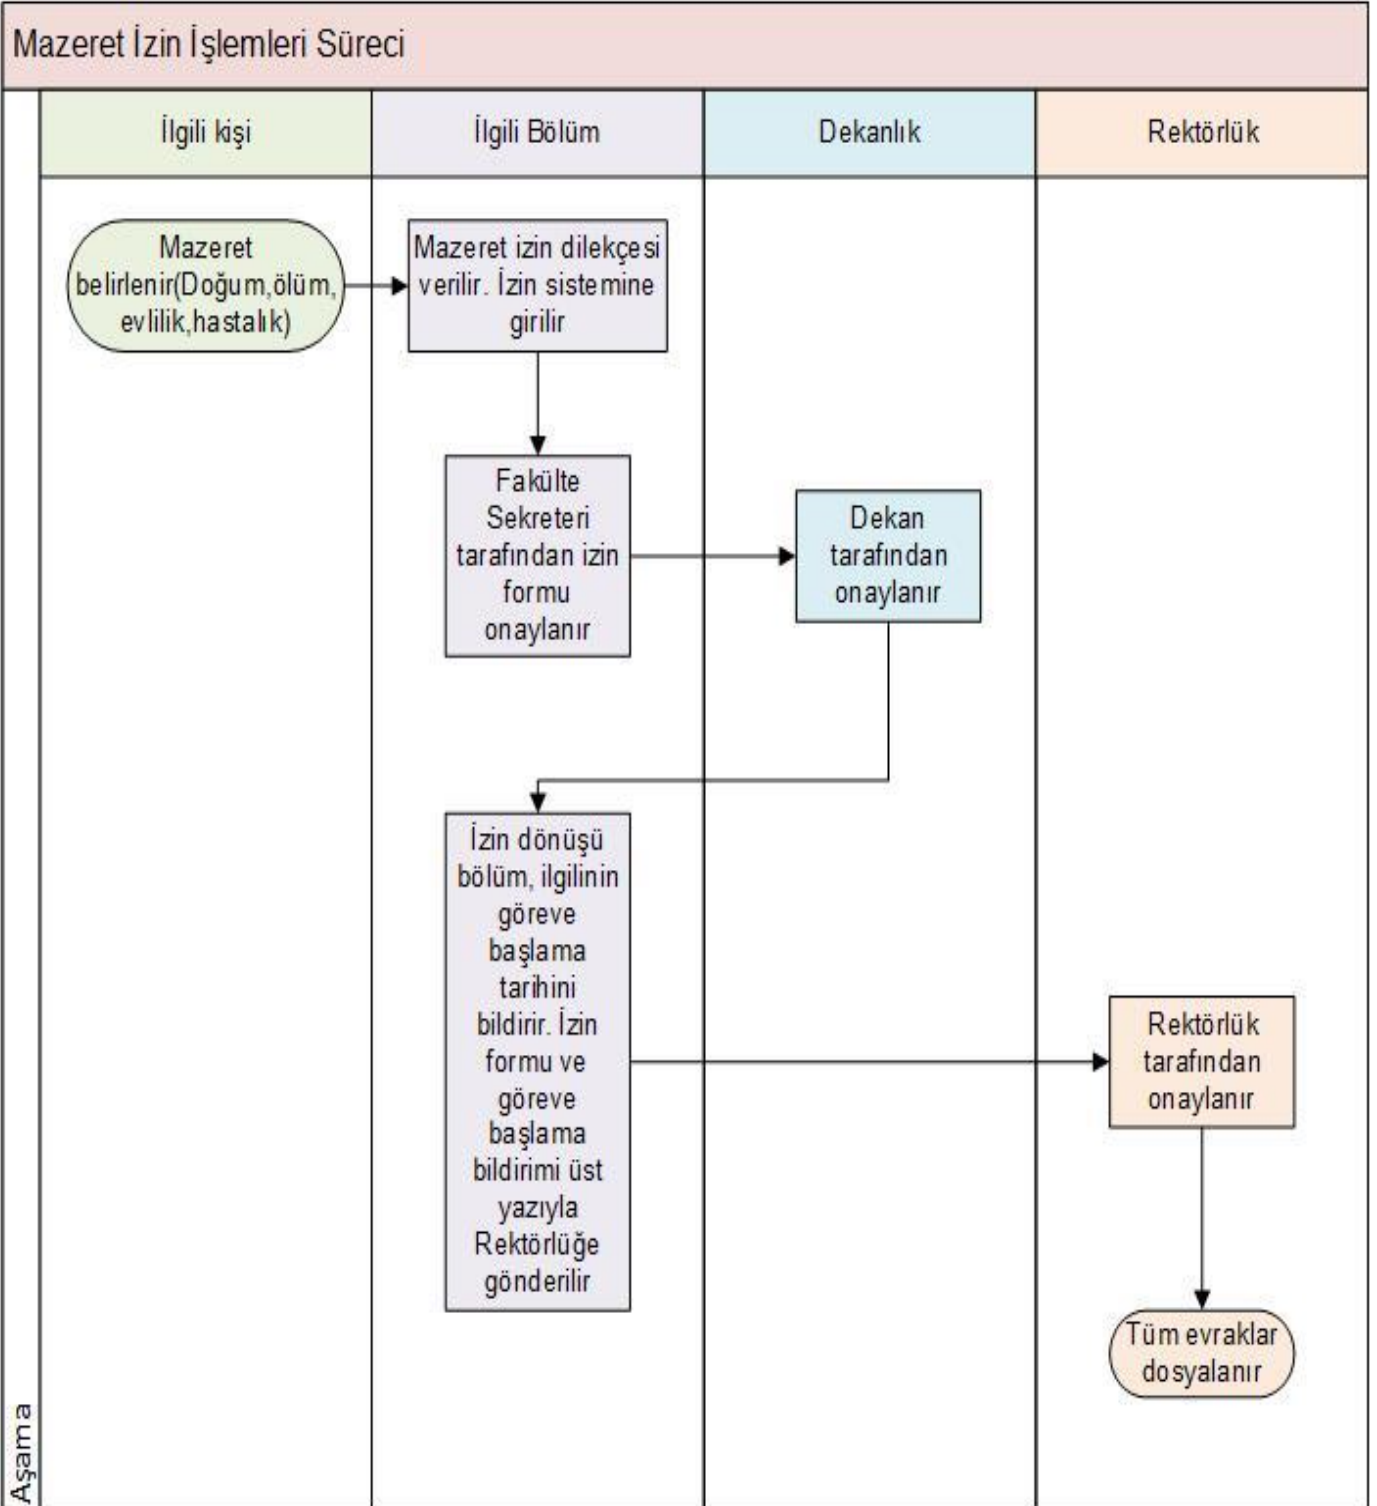 Mazeret İzin İşlemleri Süreci
İlgili kişi
İlgili Bölüm
Dekanlık
Rektörlük
Mazeret
belirlenir(Doğum,ölüm,
evlilik,hastalık)
Mazeret izin dilekçesi
verilir. İzin sistemine
girilir
Fakülte
Sekreteri
tarafından izin
formu
onaylanır
Dekan
tarafından
onaylanır
İzin dönüşü
bölüm, ilgilinin
göreve
başlama
tarihini
bildirir. İzin
formu ve
göreve
başlama
bildirimi üst
yazıyla
Rektörlüğe
gönderilir
Rektörlük
tarafından
onaylanır
Tüm evraklar
dosyalanır
Aşama